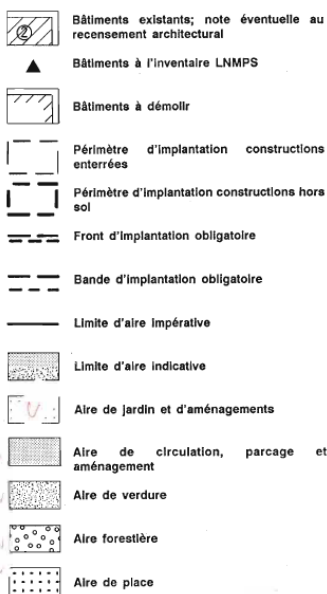 ②
Bâtiments existants; note éventuelle au
recensement architectural
Bâtiments à l'inventaire LNMPS
Bâtiments à démolir
Périmètre d'implantation constructions
enterrées
Périmètre d'implantation constructions hors
sol
Front d'implantation obligatoire
Bande d'implantation obligatoire
Limite d'aire impérative
Limite d'aire indicative
Aire de jardin et d'aménagements
Aire de circulation, parcage et
aménagement
Aire de verdure
Aire forestière
Aire de place